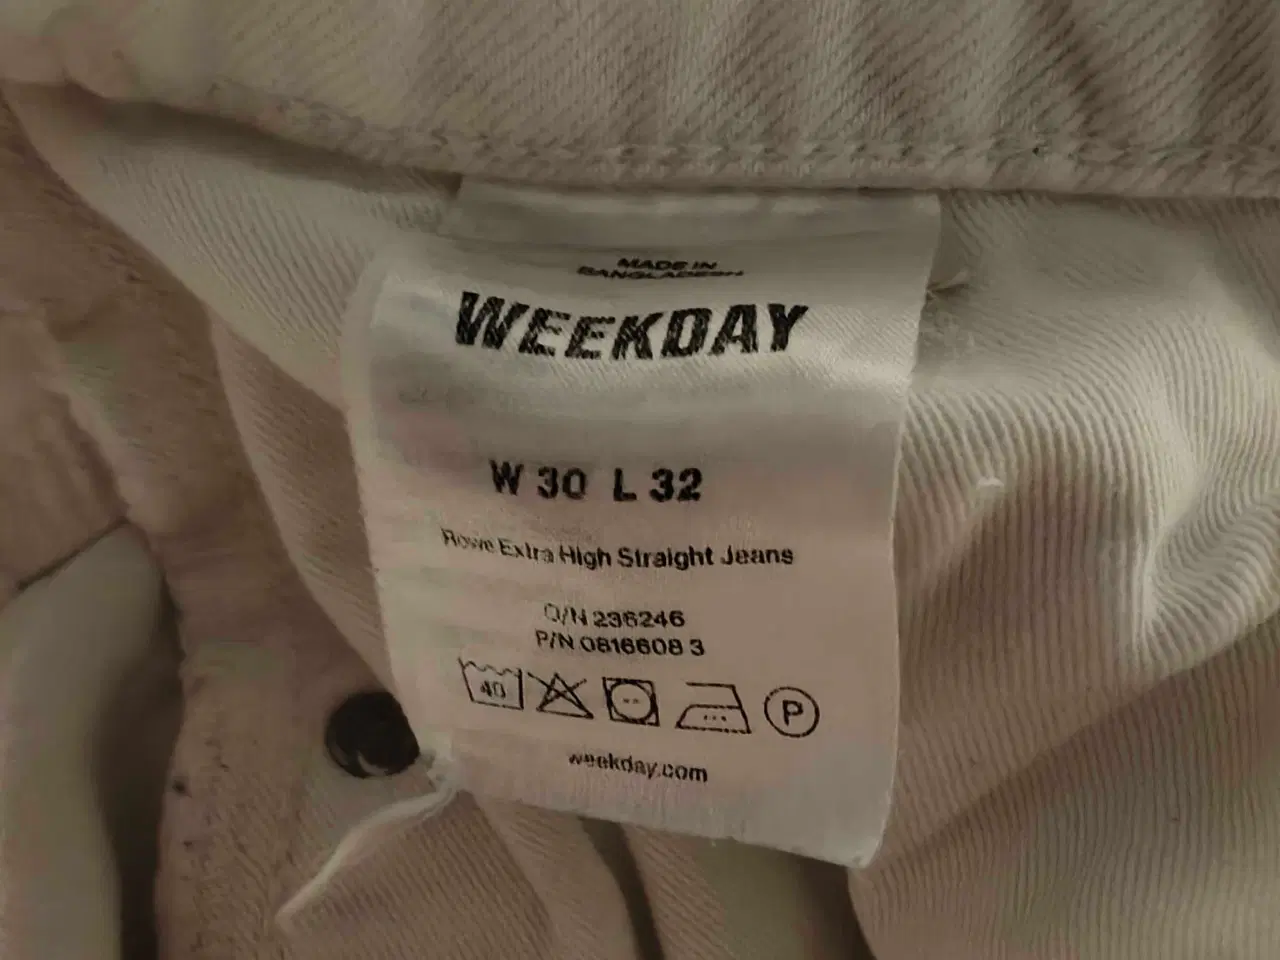 MADE IN
BANGLADESH
WEEKDAY
W 30 L 32
Rowe Extra High Straight Jeans
O/N 236246
P/N 0816608 3
40
P
weekday.com